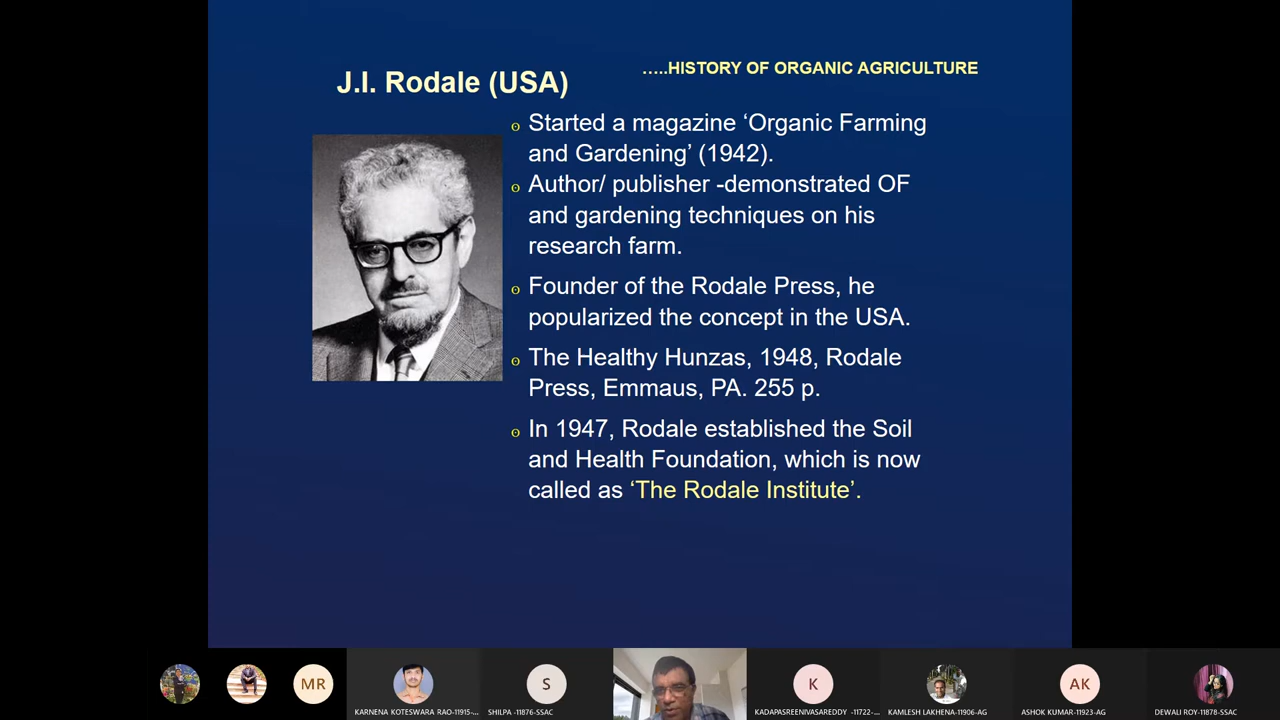 J.I. Rodale (USA)
…..HISTORY OF ORGANIC AGRICULTURE
Started a magazine ‘Organic Farming
and Gardening’ (1942).
Author/ publisher -demonstrated OF
and gardening techniques on his
research farm.
Founder of the Rodale Press, he
popularized the concept in the USA.
The Healthy Hunzas, 1948, Rodale
Press, Emmaus, PA. 255 p.
In 1947, Rodale established the Soil
and Health Foundation, which is now
called as ‘The Rodale Institute’.
MR
S
K
AK
KARNENA KOTESWARA RAO-11915-...
SHILPA -11876-SSAC
KADAPASREENIVASAREDDY -11722-...
KAMLESH LAKHENA-11906-AG
ASHOK KUMAR-11923-AG
DEWALI ROY-11878-SSAC